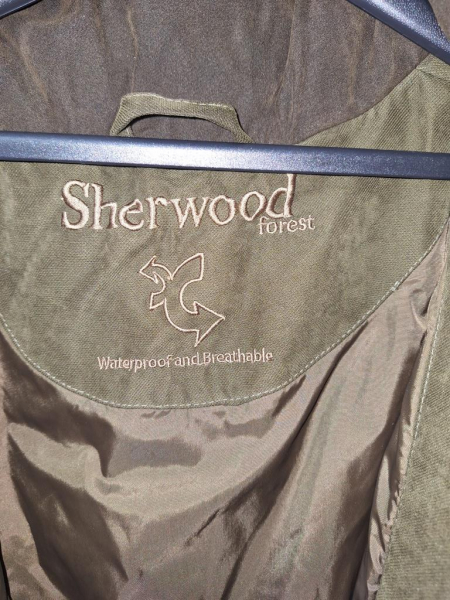 Sherwood
forest
Waterproof and Breathable